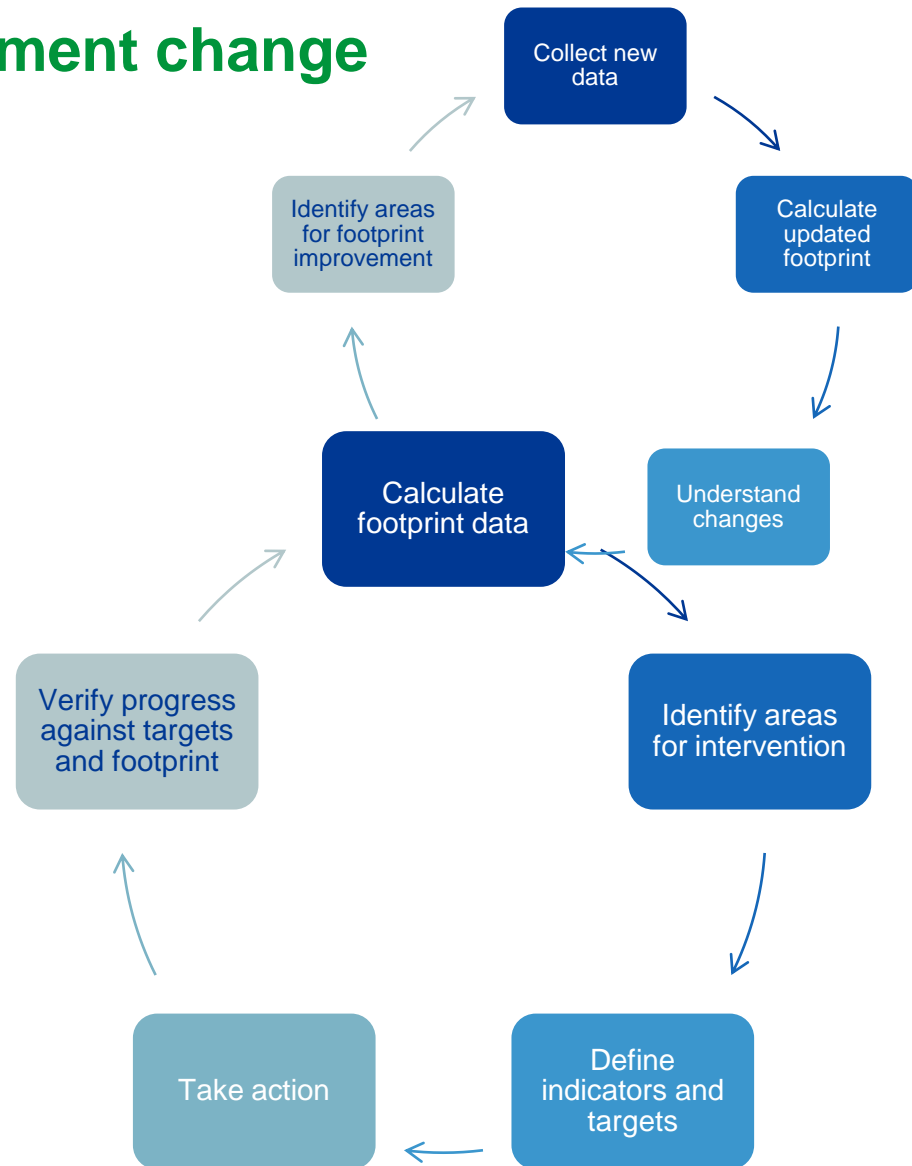 ment change
Collect new
data
Identify areas
for footprint
improvement
Calculate
updated
footprint
Calculate
footprint data
Understand
changes
Verify progress
against targets
and footprint
Identify areas
for intervention
Take action
Define
indicators and
targets